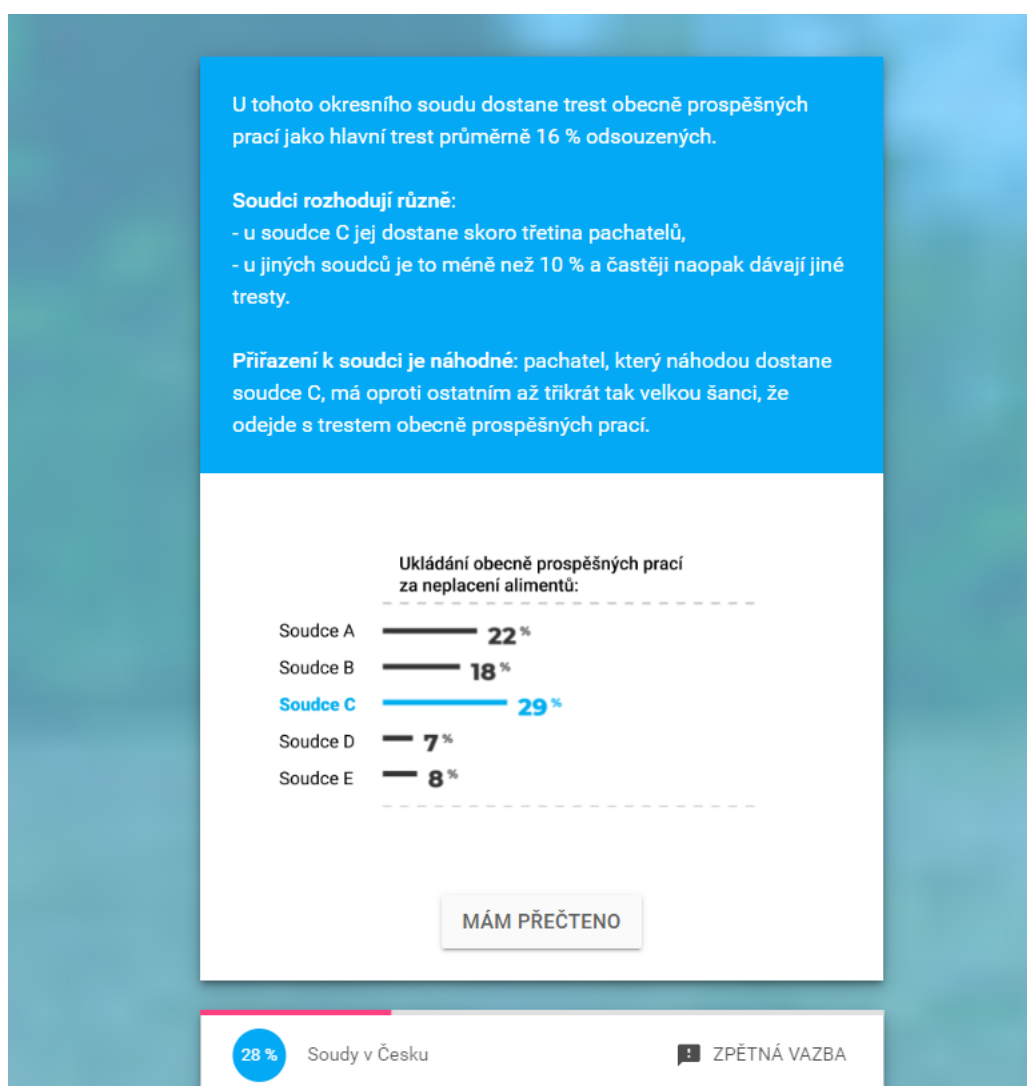 U tohoto okresního soudu dostane trest obecně prospěšných
prací jako hlavní trest průměrně 16 % odsouzených.
Soudci rozhodují různě:
- u soudce C jej dostane skoro třetina pachatelů,
- u jiných soudců je to méně než 10 % a častěji naopak dávají jiné
tresty.
Přiřazení k soudci je náhodné: pachatel, který náhodou dostane
soudce C, má oproti ostatním až třikrát tak velkou šanci, že
odejde s trestem obecně prospěšných prací.
Ukládání obecně prospěšných prací
za neplacení alimentů:
Soudce A 22 %
Soudce B 18 %
Soudce C 29 %
Soudce D 7 %
Soudce E 8 %
MÁM PŘEČTENO
28 % Soudy v Česku ZPĚTNÁ VAZBA